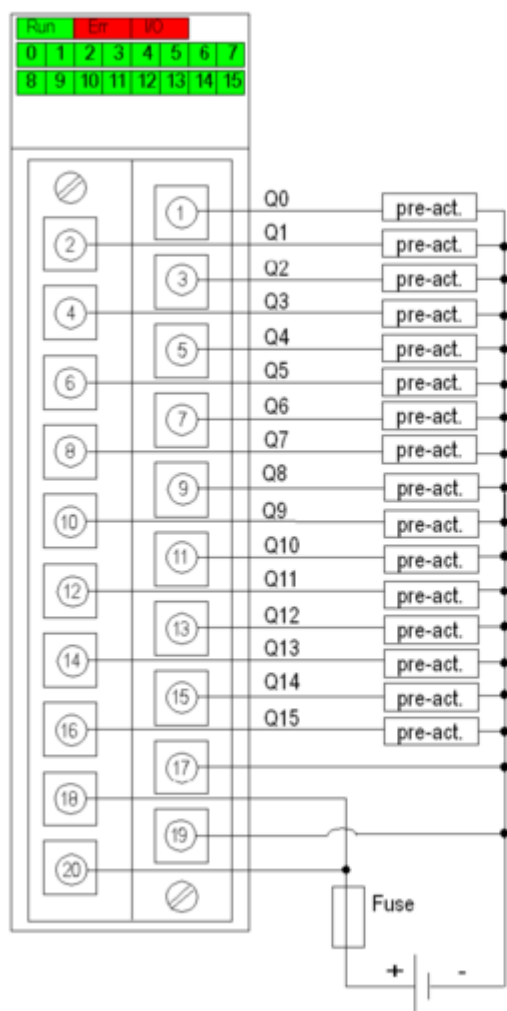 Run Err I/O
0 1 2 3 4 5 6 7
8 9 10 11 12 13 14 15
1 Q0 pre-act.
2 Q1 pre-act.
3 Q2 pre-act.
4 Q3 pre-act.
5 Q4 pre-act.
6 Q5 pre-act.
7 Q6 pre-act.
8 Q7 pre-act.
9 Q8 pre-act.
10 Q9 pre-act.
11 Q10 pre-act.
12 Q11 pre-act.
13 Q12 pre-act.
14 Q13 pre-act.
15 Q14 pre-act.
16 Q15 pre-act.
17
18
19
20
Fuse
+ -